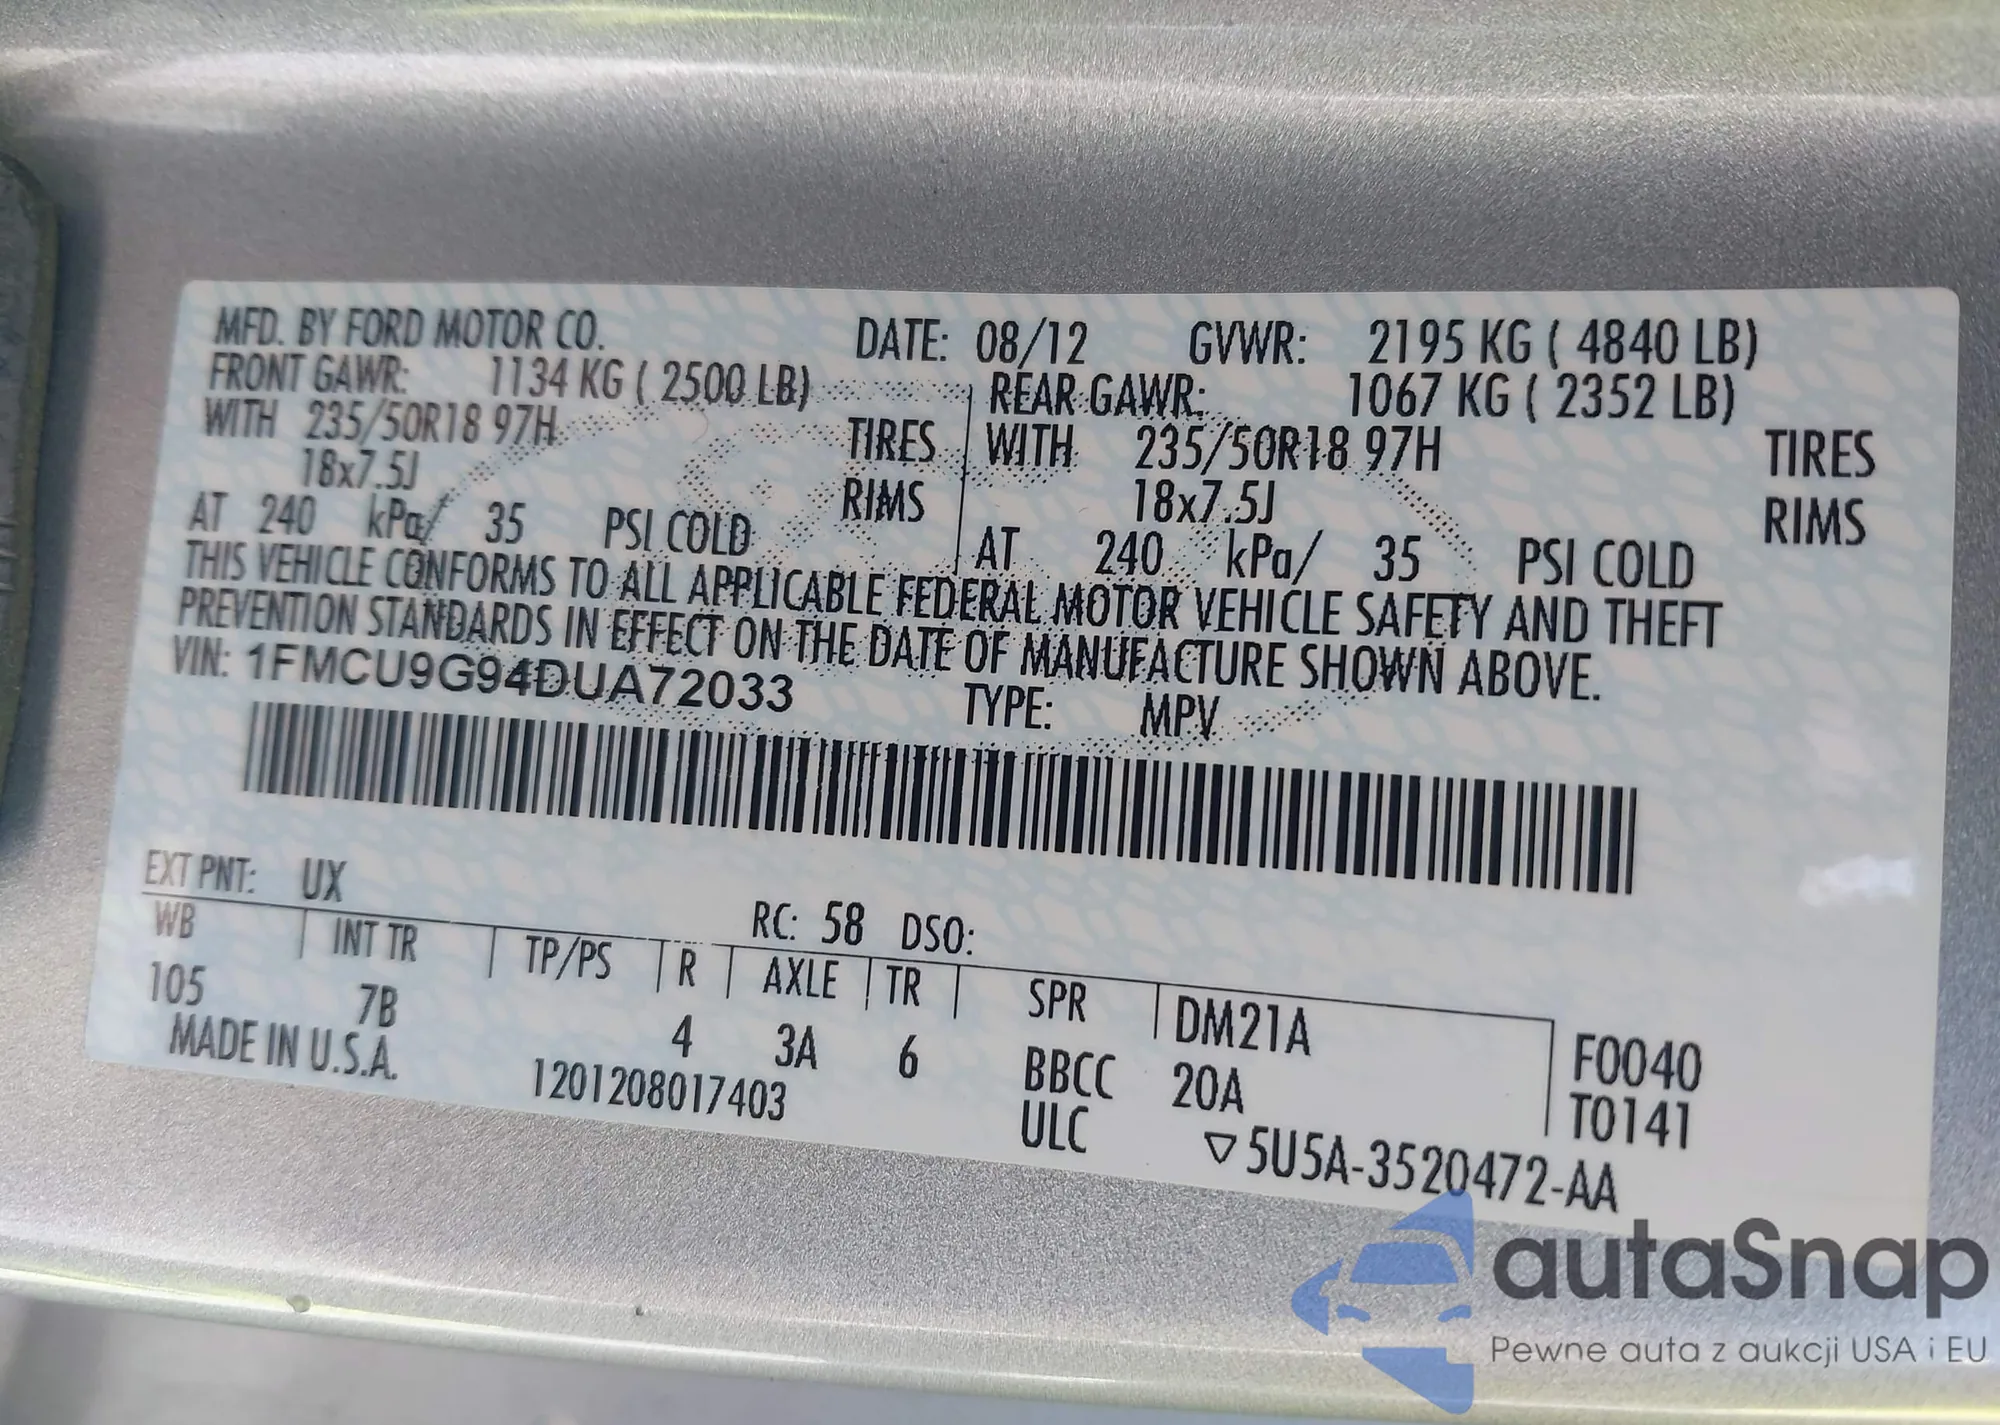 MFD. BY FORD MOTOR CO. DATE: 08/12 GVWR: 2195 KG ( 4840 LB)
FRONT GAWR: 1134 KG ( 2500 LB) REAR GAWR: 1067 KG ( 2352 LB)
WITH 235/50R18 97H TIRES WITH 235/50R18 97H TIRES
18x7.5J RIMS 18x7.5J RIMS
AT 240 kPa/ 35 PSI COLD AT 240 kPa/ 35 PSI COLD
THIS VEHICLE CONFORMS TO ALL APPLICABLE FEDERAL MOTOR VEHICLE SAFETY AND THEFT
PREVENTION STANDARDS IN EFFECT ON THE DATE OF MANUFACTURE SHOWN ABOVE.
VIN: 1FMCU9G94DUA72033 TYPE: MPV
EXT PNT: UX RC: 58 DSO:
WB INT TR TP/PS R AXLE TR SPR DM21A F0040
105 7B 4 3A 6 BBCC 20A T0141
MADE IN U.S.A. 1201208017403 ULC ▽5U5A-3520472-AA
autaSnap
Pewne auta z aukcji USA i EU